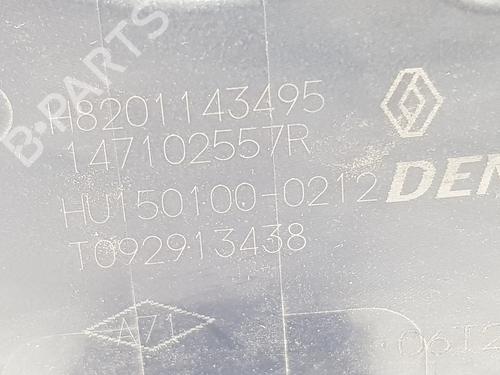 B-PARTS
H8201143495
147102557R
HU150100-0212
DEN
T092913438
A71
06T2